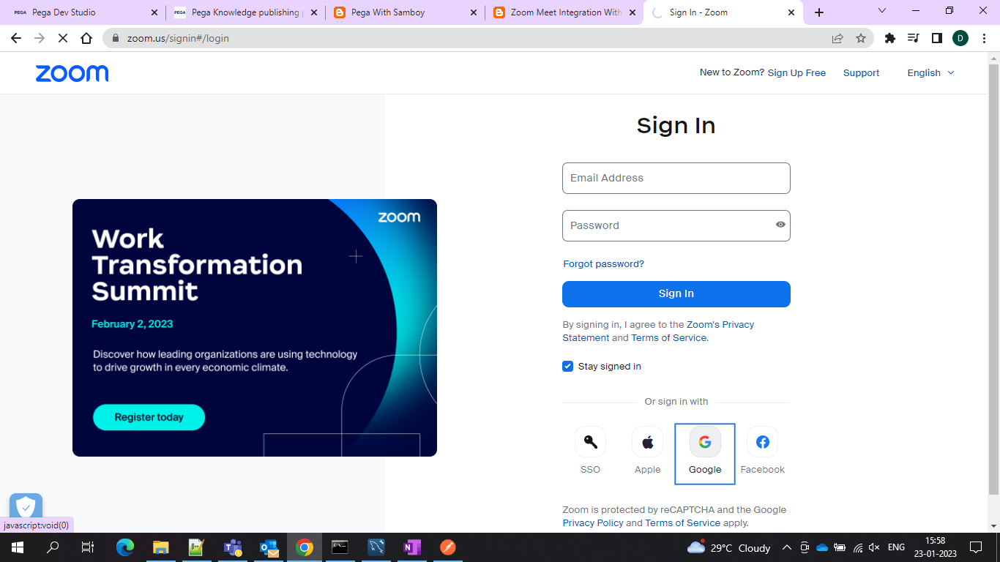 PEGA Pega Dev Studio
PEGA Pega Knowledge publishing p
Pega With Samboy
Zoom Meet Integration With
Sign In - Zoom
zoom.us/signin#/login
D
zoom
New to Zoom? Sign Up Free
Support
English
Sign In
Email Address
Password
Forgot password?
Sign In
By signing in, I agree to the Zoom's Privacy
Statement and Terms of Service.
Stay signed in
Or sign in with
SSO
Apple
Google
Facebook
Zoom is protected by reCAPTCHA and the Google
Privacy Policy and Terms of Service apply.
zoom
Work
Transformation
Summit
February 2, 2023
Discover how leading organizations are using technology
to drive growth in every economic climate.
Register today
javascript:void(0)
29°C Cloudy
ENG
15:58
23-01-2023